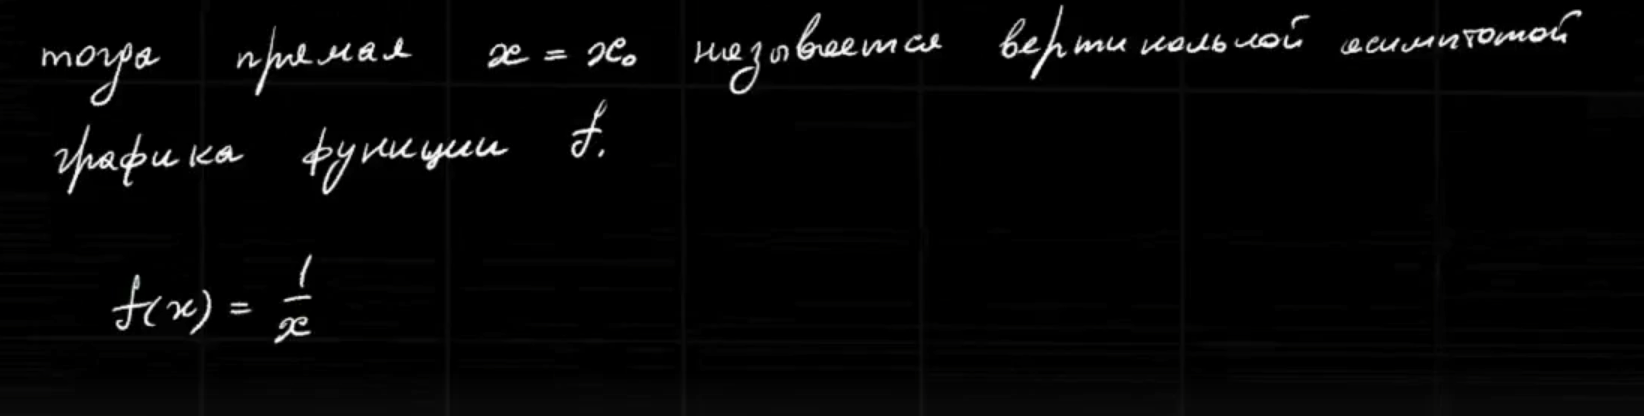 тогда прямая x = x₀ называется вертикальной асимптотой
графика функции f.
f(x) = 1/x